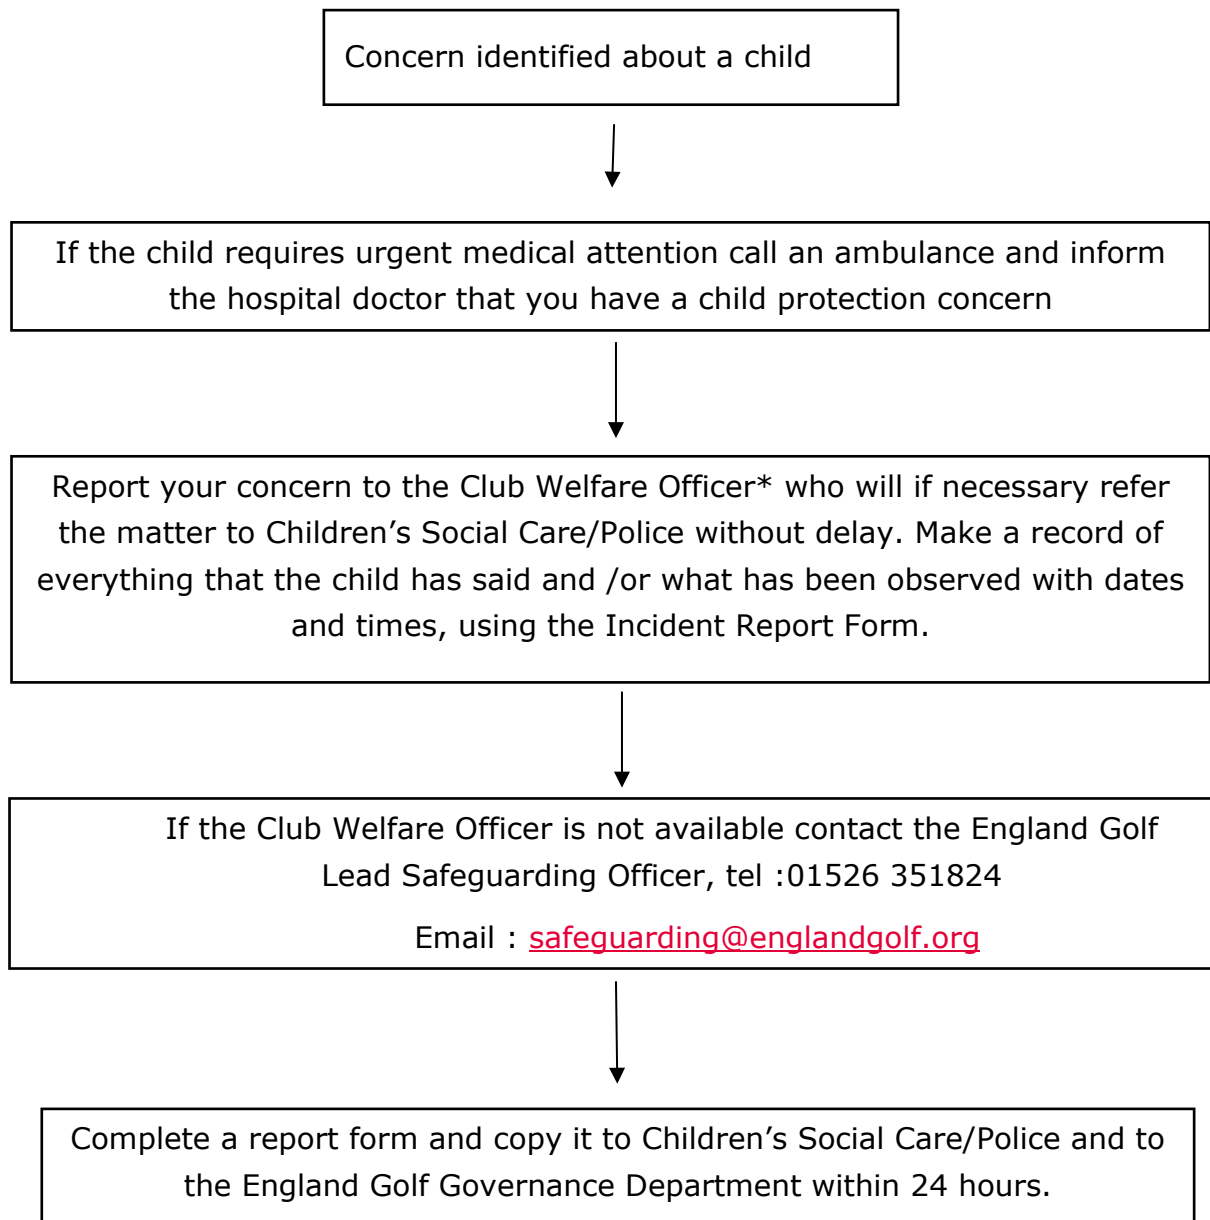 Concern identified about a child
If the child requires urgent medical attention call an ambulance and inform
the hospital doctor that you have a child protection concern
Report your concern to the Club Welfare Officer* who will if necessary refer
the matter to Children’s Social Care/Police without delay. Make a record of
everything that the child has said and /or what has been observed with dates
and times, using the Incident Report Form.
If the Club Welfare Officer is not available contact the England Golf
Lead Safeguarding Officer, tel :01526 351824
Email : safeguarding@englandgolf.org
Complete a report form and copy it to Children’s Social Care/Police and to
the England Golf Governance Department within 24 hours.